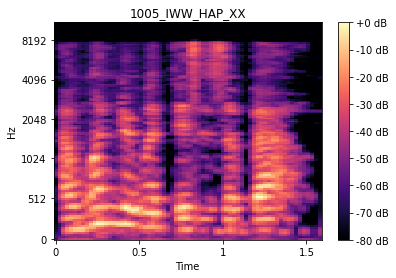 1005_IWW_HAP_XX
Hz
8192
4096
2048
1024
512
0
0
0.5
1
1.5
Time
+0 dB
-10 dB
-20 dB
-30 dB
-40 dB
-50 dB
-60 dB
-70 dB
-80 dB